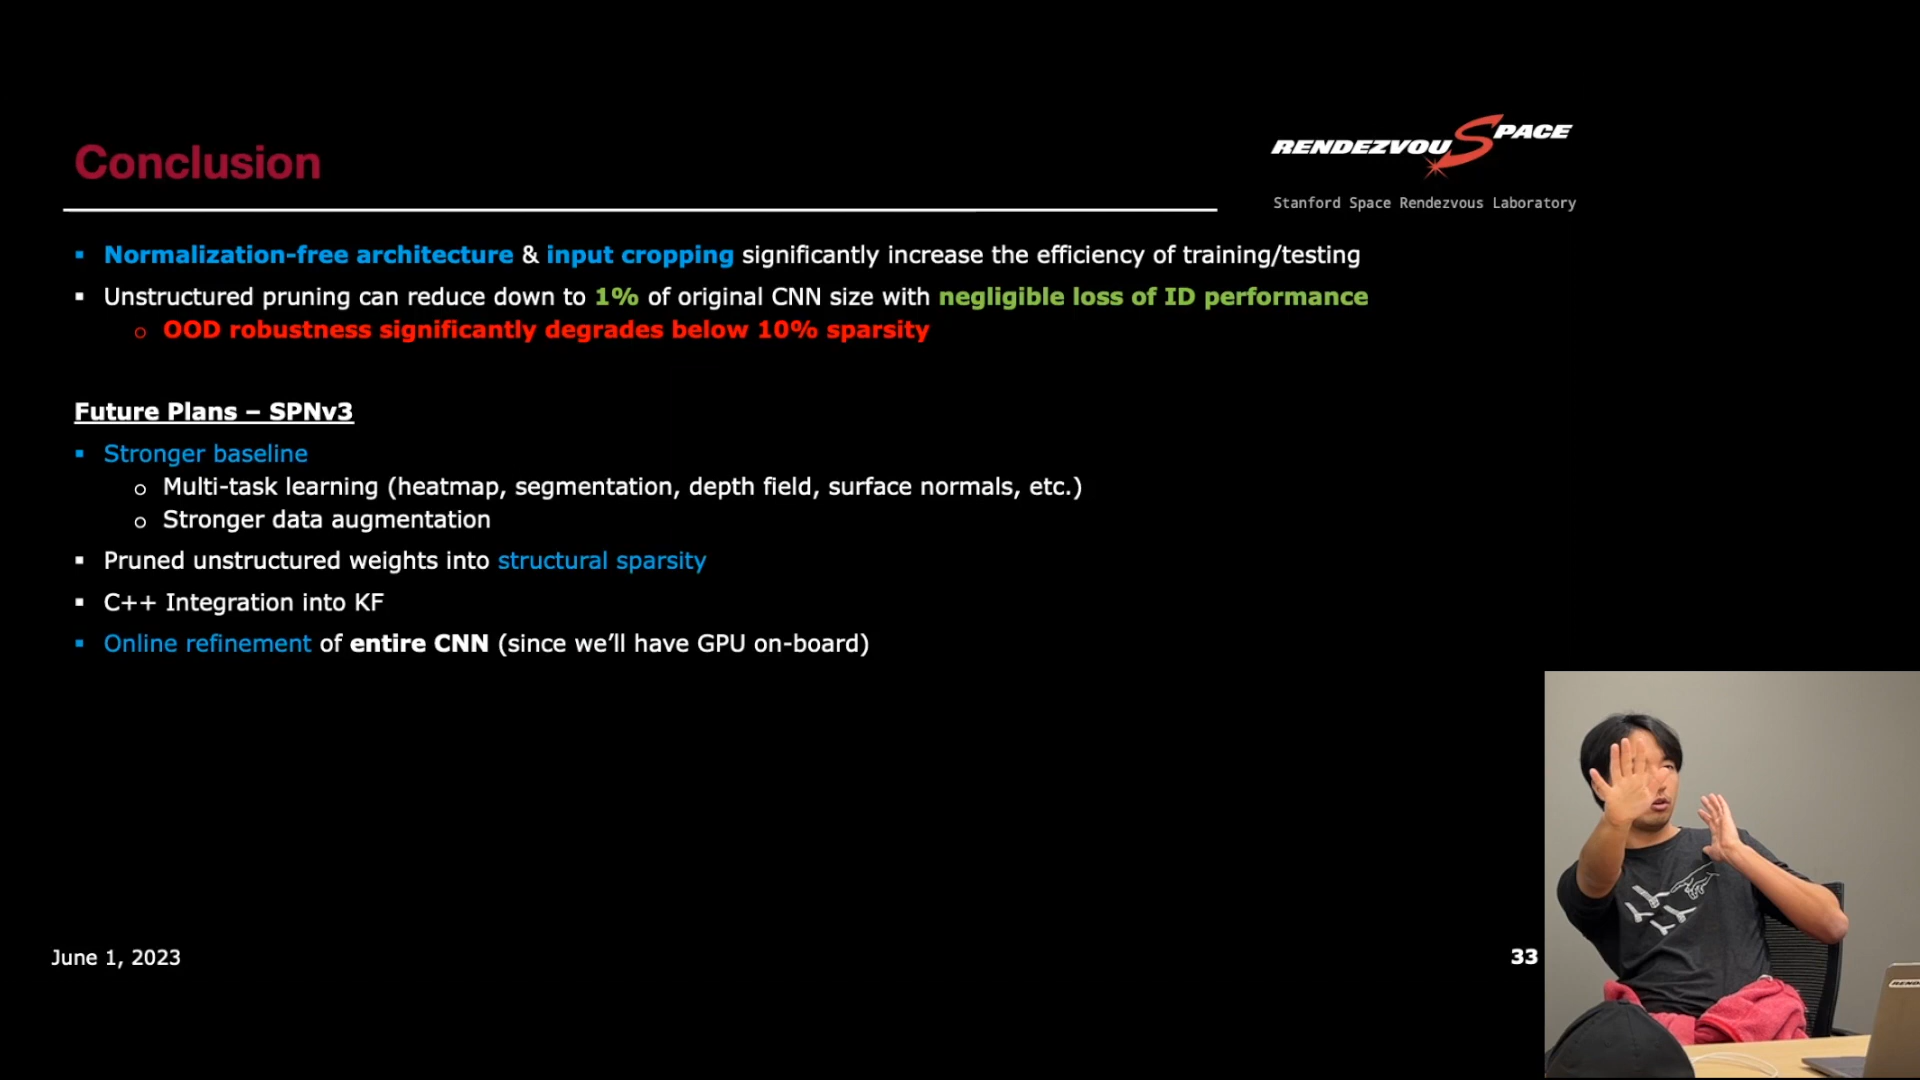 RENDEZVOUSPACE
Conclusion
Stanford Space Rendezvous Laboratory
▪ Normalization-free architecture & input cropping significantly increase the efficiency of training/testing
▪ Unstructured pruning can reduce down to 1% of original CNN size with negligible loss of ID performance
o OOD robustness significantly degrades below 10% sparsity
Future Plans – SPNv3
▪ Stronger baseline
o Multi-task learning (heatmap, segmentation, depth field, surface normals, etc.)
o Stronger data augmentation
▪ Pruned unstructured weights into structural sparsity
▪ C++ Integration into KF
▪ Online refinement of entire CNN (since we’ll have GPU on-board)
June 1, 2023
33